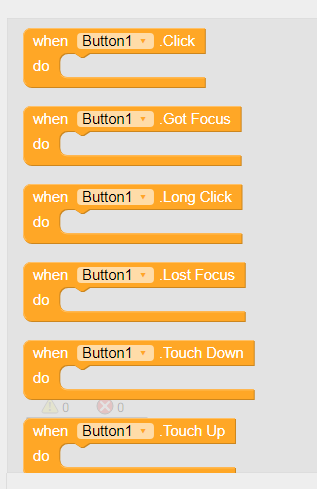 when Button1 .Click
do
when Button1 .Got Focus
do
when Button1 .Long Click
do
when Button1 .Lost Focus
do
when Button1 .Touch Down
do
0 0
when Button1 .Touch Up
do